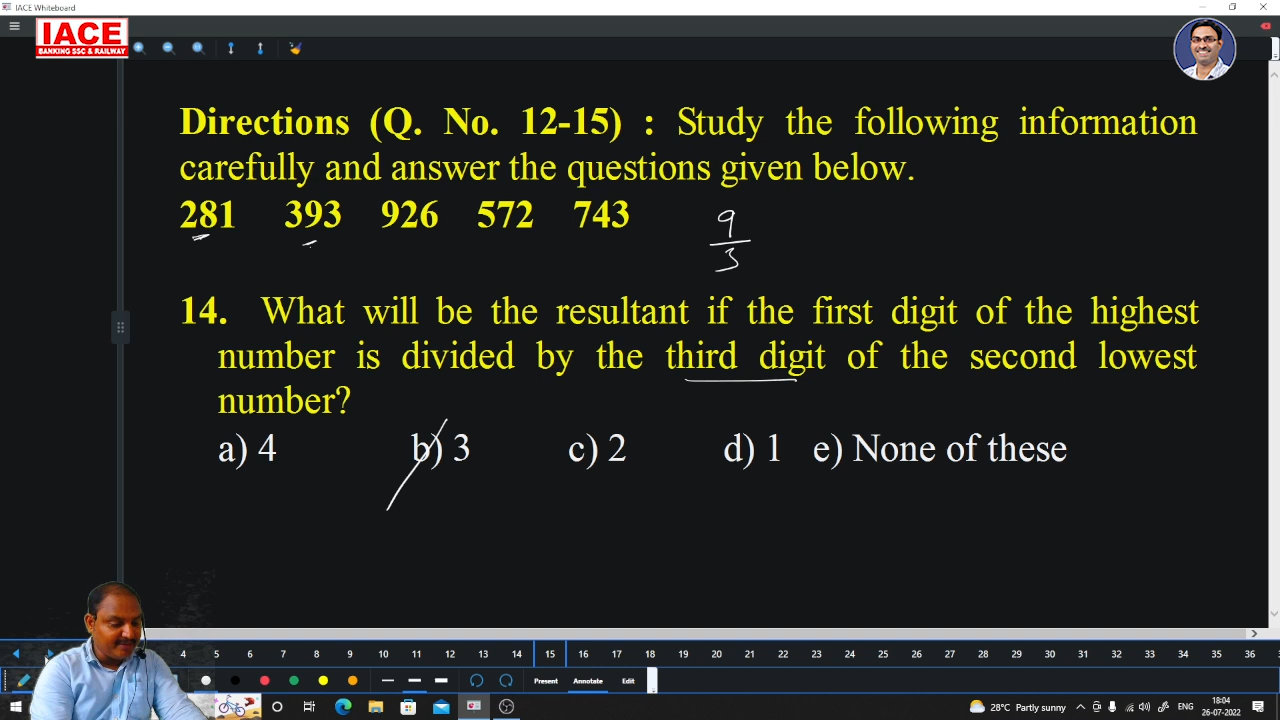 IACE Whiteboard
IACE
BANKING SSC & RAILWAY
Directions (Q. No. 12-15) : Study the following information
carefully and answer the questions given below.
281 393 926 572 743
9
3
14. What will be the resultant if the first digit of the highest
number is divided by the third digit of the second lowest
number?
a) 4 b) 3 c) 2 d) 1 e) None of these
4 5 6 7 8 9 10 11 12 13 14 15 16 17 18 19 20 21 22 23 24 25 26 27 28 29 30 31 32 33 34 35 36
Present Annotate Edit
28°C Partly sunny ENG 18:04
26-07-2022